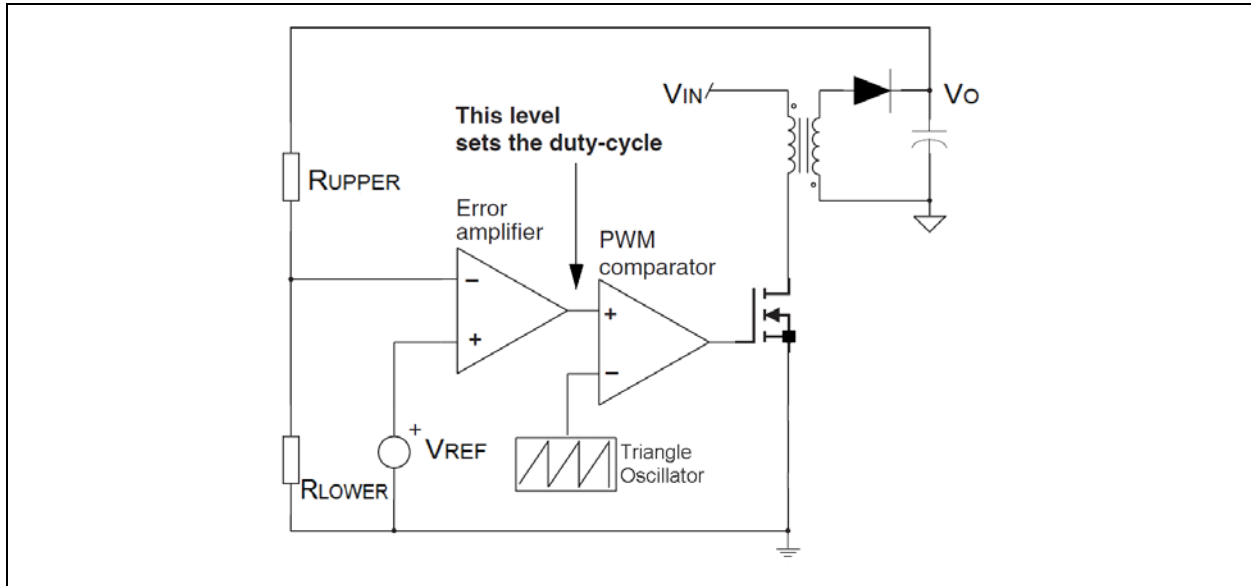 VIN
VO
This level
sets the duty-cycle
RUPPER
Error
amplifier
PWM
comparator
−
+
+
−
+
VREF
Triangle
Oscillator
RLOWER